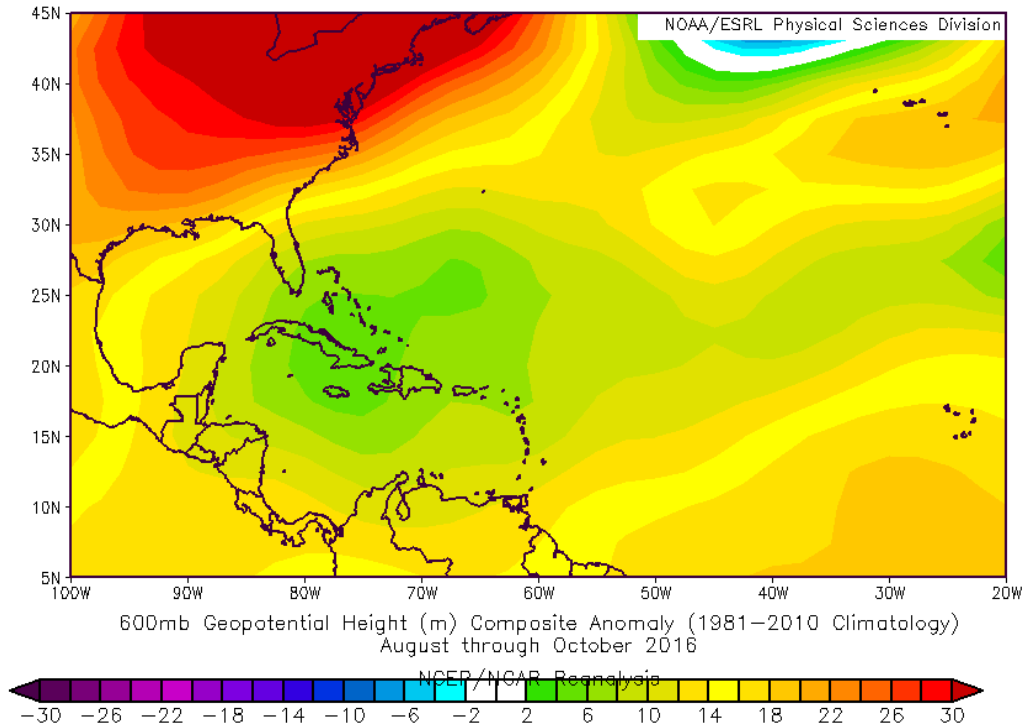 45N
NOAA/ESRL Physical Sciences Division
40N
35N
30N
25N
20N
15N
10N
5N
100W 90W 80W 70W 60W 50W 40W 30W 20W
600mb Geopotential Height (m) Composite Anomaly (1981−2010 Climatology)
August through October 2016
NCEP/NCAR Reanalysis
−30 −26 −22 −18 −14 −10 −6 −2 2 6 10 14 18 22 26 30